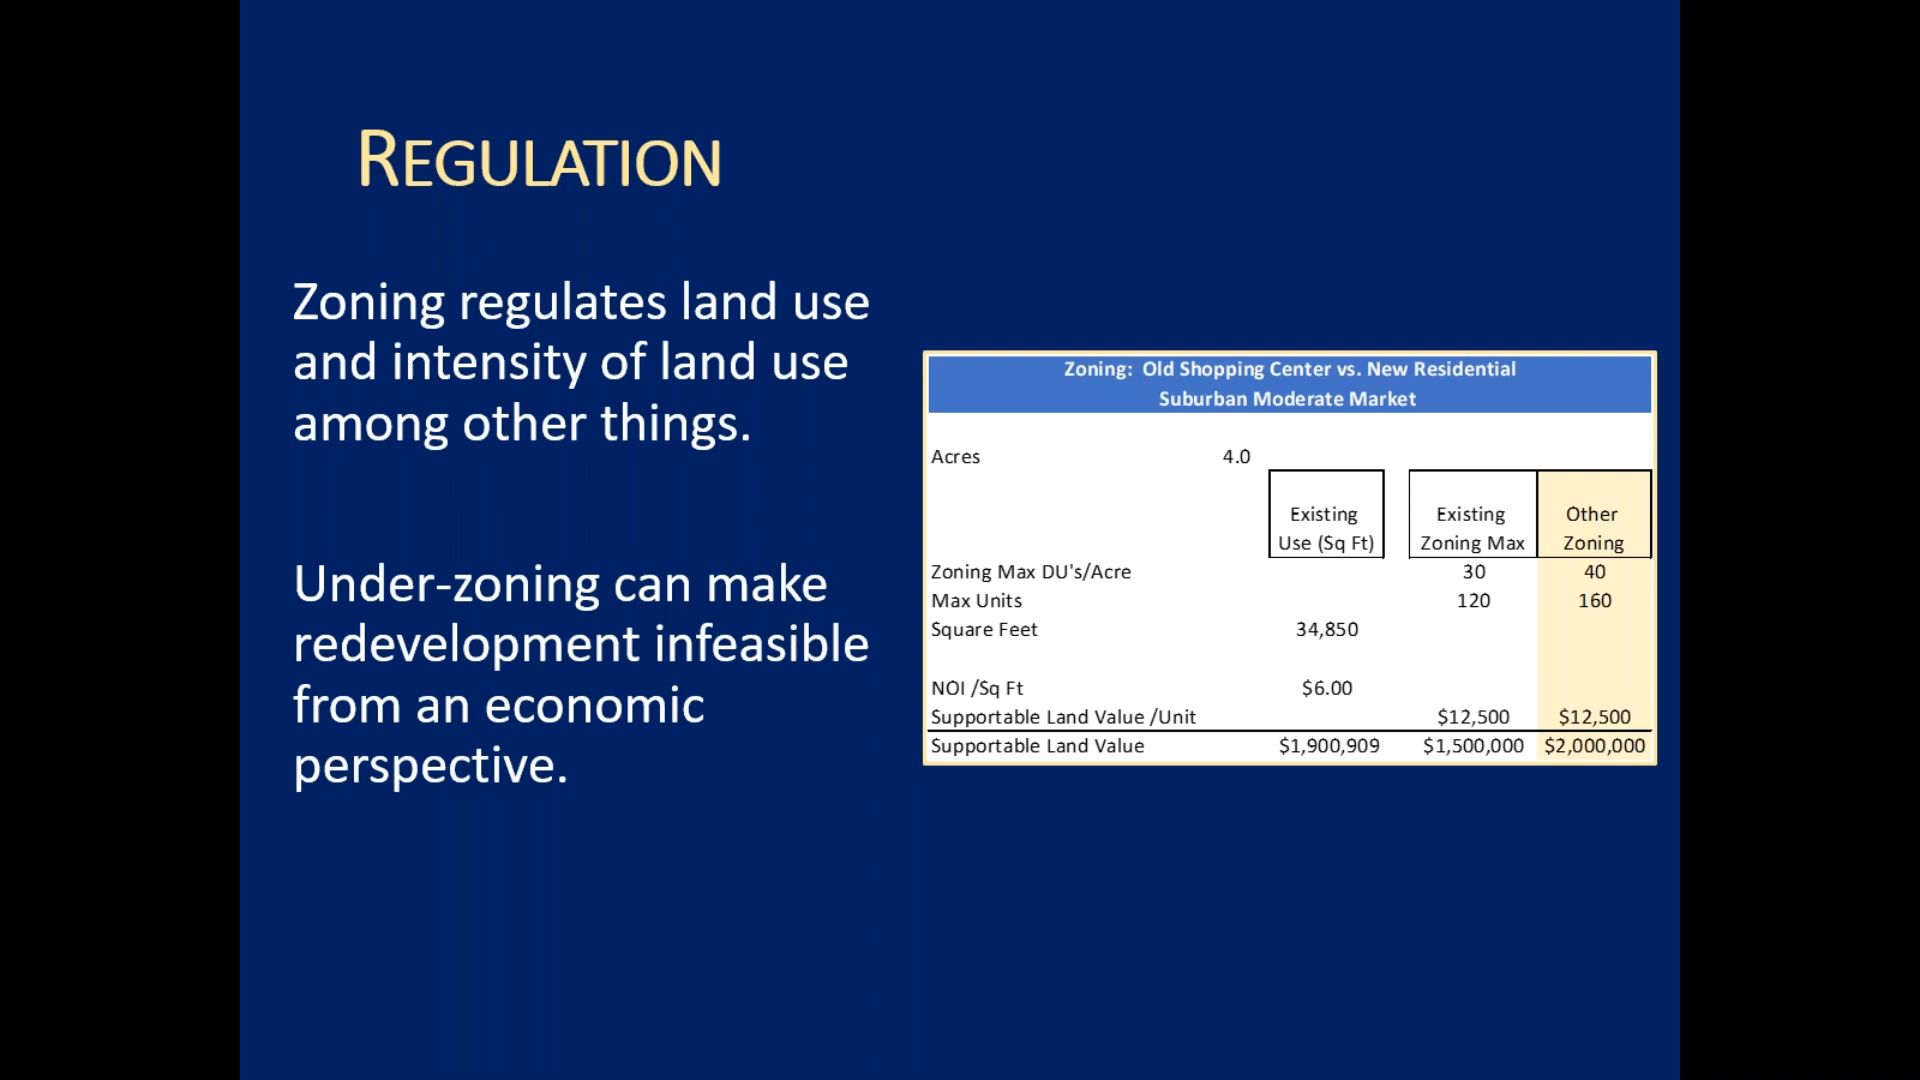 REGULATION
Zoning regulates land use
and intensity of land use
among other things.
Under-zoning can make
redevelopment infeasible
from an economic
perspective.
Zoning: Old Shopping Center vs. New Residential
Suburban Moderate Market
Acres 4.0
Existing Existing Other
Use (Sq Ft) Zoning Max Zoning
Zoning Max DU's/Acre 30 40
Max Units 120 160
Square Feet 34,850
NOI /Sq Ft $6.00
Supportable Land Value /Unit $12,500 $12,500
Supportable Land Value $1,900,909 $1,500,000 $2,000,000